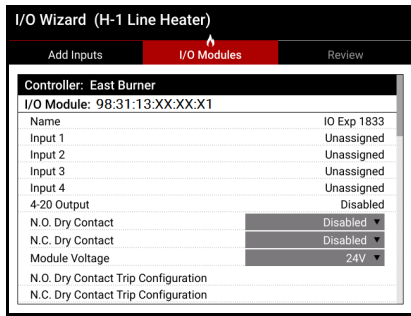 I/O Wizard (H-1 Line Heater)
Add Inputs I/O Modules Review
Controller: East Burner
I/O Module: 98:31:13:XX:XX:X1
Name IO Exp 1833
Input 1 Unassigned
Input 2 Unassigned
Input 3 Unassigned
Input 4 Unassigned
4-20 Output Disabled
N.O. Dry Contact Disabled
N.C. Dry Contact Disabled
Module Voltage 24V
N.O. Dry Contact Trip Configuration
N.C. Dry Contact Trip Configuration